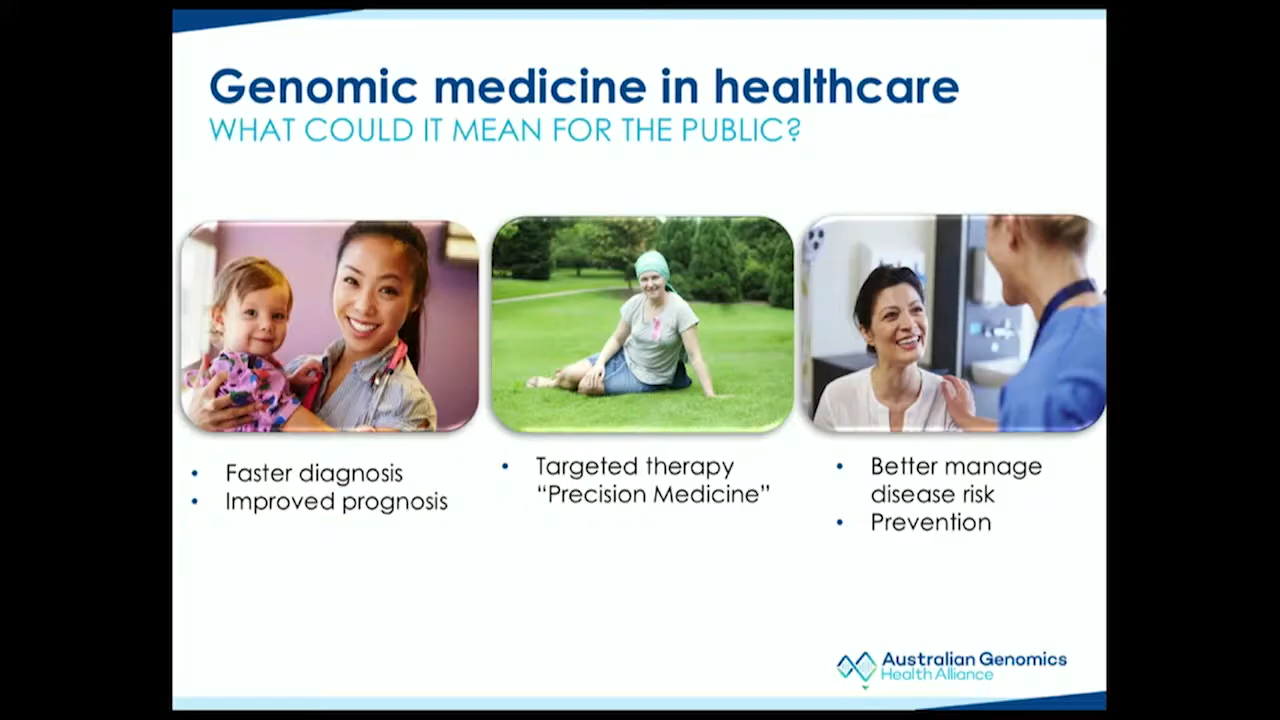 Genomic medicine in healthcare
WHAT COULD IT MEAN FOR THE PUBLIC?
• Faster diagnosis
• Improved prognosis
• Targeted therapy
“Precision Medicine”
• Better manage
disease risk
• Prevention
Australian Genomics
Health Alliance